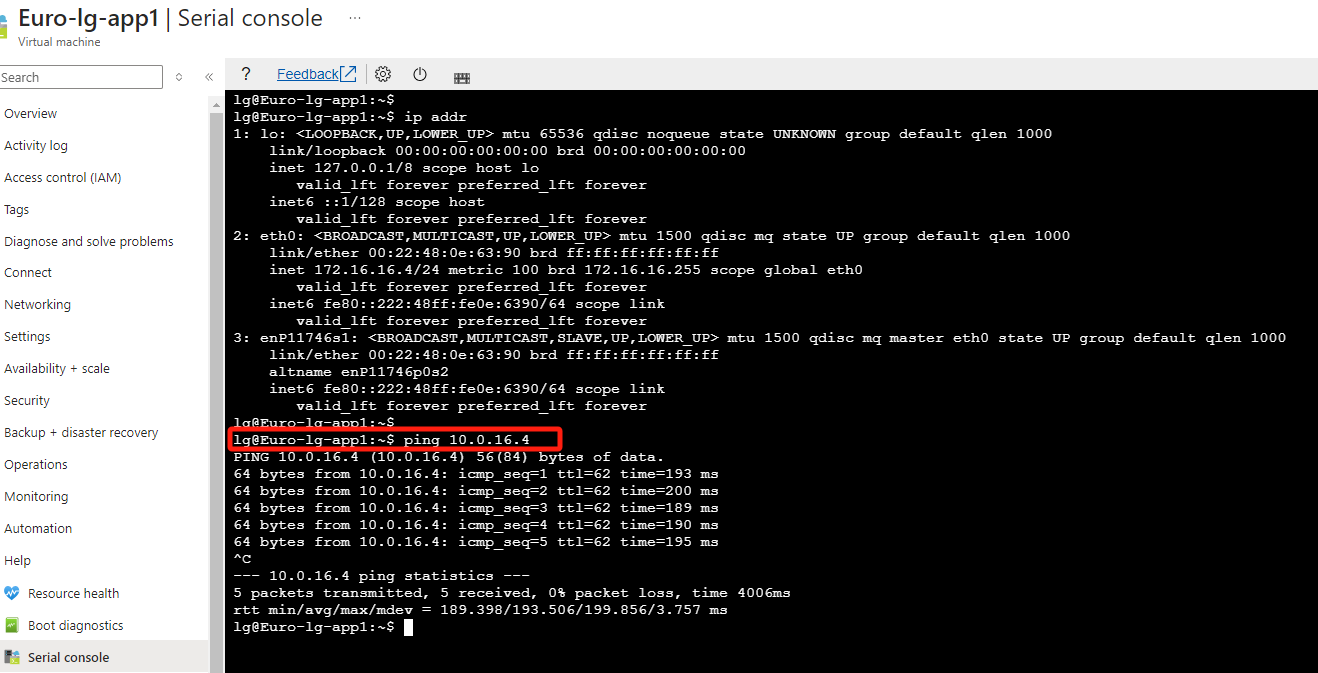 Euro-lg-app1 | Serial console ...
Virtual machine
Search
? Feedback
Overview
Activity log
Access control (IAM)
Tags
Diagnose and solve problems
Connect
Networking
Settings
Availability + scale
Security
Backup + disaster recovery
Operations
Monitoring
Automation
Help
Resource health
Boot diagnostics
Serial console
lg@Euro-lg-app1:~$
lg@Euro-lg-app1:~$ ip addr
1: lo: <LOOPBACK,UP,LOWER_UP> mtu 65536 qdisc noqueue state UNKNOWN group default qlen 1000
    link/loopback 00:00:00:00:00:00 brd 00:00:00:00:00:00
    inet 127.0.0.1/8 scope host lo
       valid_lft forever preferred_lft forever
    inet6 ::1/128 scope host
       valid_lft forever preferred_lft forever
2: eth0: <BROADCAST,MULTICAST,UP,LOWER_UP> mtu 1500 qdisc mq state UP group default qlen 1000
    link/ether 00:22:48:0e:63:90 brd ff:ff:ff:ff:ff:ff
    inet 172.16.16.4/24 metric 100 brd 172.16.16.255 scope global eth0
       valid_lft forever preferred_lft forever
    inet6 fe80::222:48ff:fe0e:6390/64 scope link
       valid_lft forever preferred_lft forever
3: enP11746s1: <BROADCAST,MULTICAST,SLAVE,UP,LOWER_UP> mtu 1500 qdisc mq master eth0 state UP group default qlen 1000
    link/ether 00:22:48:0e:63:90 brd ff:ff:ff:ff:ff:ff
    altname enP11746p0s2
    inet6 fe80::222:48ff:fe0e:6390/64 scope link
       valid_lft forever preferred_lft forever
lg@Euro-lg-app1:~$
lg@Euro-lg-app1:~$ ping 10.0.16.4
PING 10.0.16.4 (10.0.16.4) 56(84) bytes of data.
64 bytes from 10.0.16.4: icmp_seq=1 ttl=62 time=193 ms
64 bytes from 10.0.16.4: icmp_seq=2 ttl=62 time=200 ms
64 bytes from 10.0.16.4: icmp_seq=3 ttl=62 time=189 ms
64 bytes from 10.0.16.4: icmp_seq=4 ttl=62 time=190 ms
64 bytes from 10.0.16.4: icmp_seq=5 ttl=62 time=195 ms
^C
--- 10.0.16.4 ping statistics ---
5 packets transmitted, 5 received, 0% packet loss, time 4006ms
rtt min/avg/max/mdev = 189.398/193.506/199.856/3.757 ms
lg@Euro-lg-app1:~$